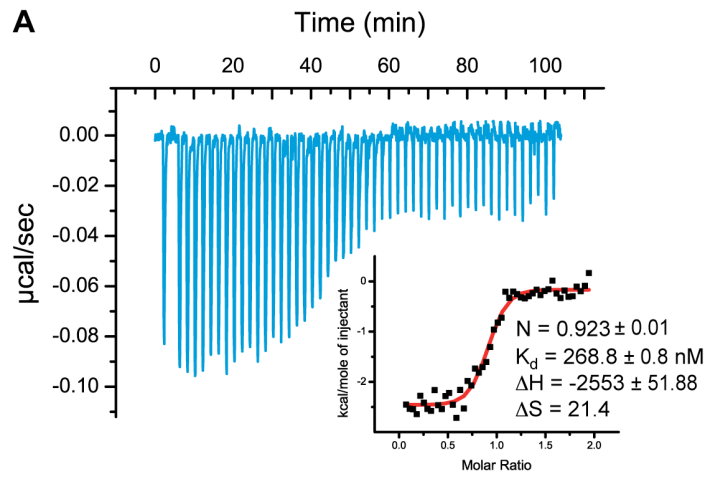 A
Time (min)
0 20 40 60 80 100
0.00
-0.02
-0.04
-0.06
-0.08
-0.10
µcal/sec
0
-1
-2
kcal/mole of injectant
N = 0.923 ± 0.01
Kd = 268.8 ± 0.8 nM
ΔH = -2553 ± 51.88
ΔS = 21.4
0.0 0.5 1.0 1.5 2.0
Molar Ratio